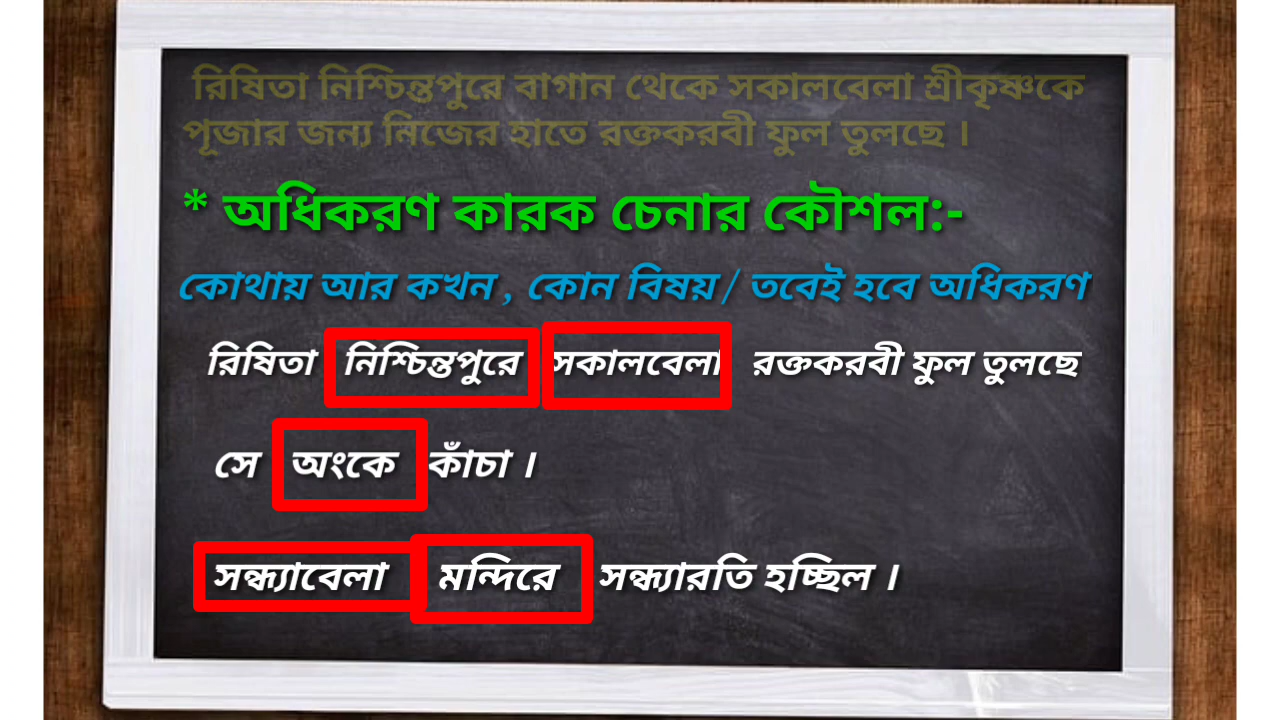 রিষিতা নিশ্চিন্তপুরে বাগান থেকে সকালবেলা শ্রীকৃষ্ণকে
পূজার জন্য নিজের হাতে রক্তকরবী ফুল তুলছে ।
* অধিকরণ কারক চেনার কৌশল:-
কোথায় আর কখন , কোন বিষয় / তবেই হবে অধিকরণ
রিষিতা নিশ্চিন্তপুরে সকালবেলা রক্তকরবী ফুল তুলছে
সে অংকে কাঁচা ।
সন্ধ্যাবেলা মন্দিরে সন্ধ্যারতি হচ্ছিল ।